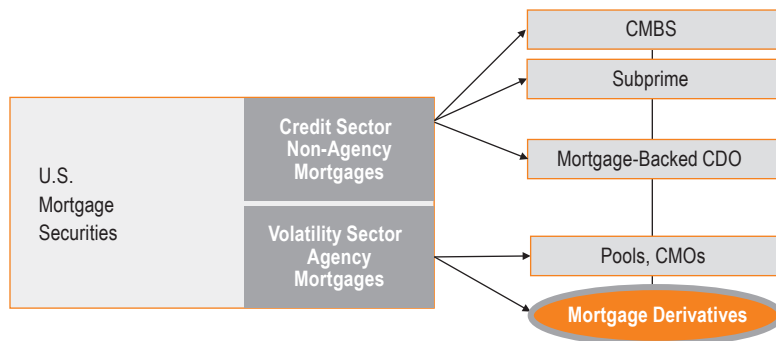 U.S.
Mortgage
Securities
Credit Sector
Non-Agency
Mortgages
Volatility Sector
Agency
Mortgages
CMBS
Subprime
Mortgage-Backed CDO
Pools, CMOs
Mortgage Derivatives